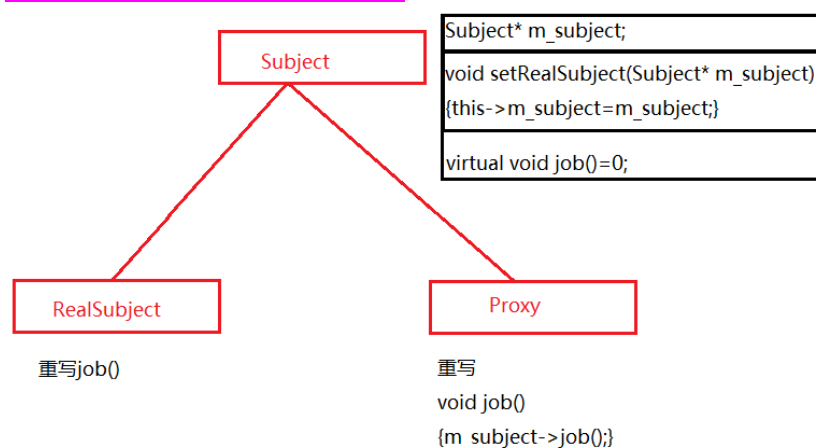 Subject
Subject* m_subject;
void setRealSubject(Subject* m_subject)
{this->m_subject=m_subject;}
virtual void job()=0;
RealSubject
Proxy
重写job()
重写
void job()
{m_subject->job();}